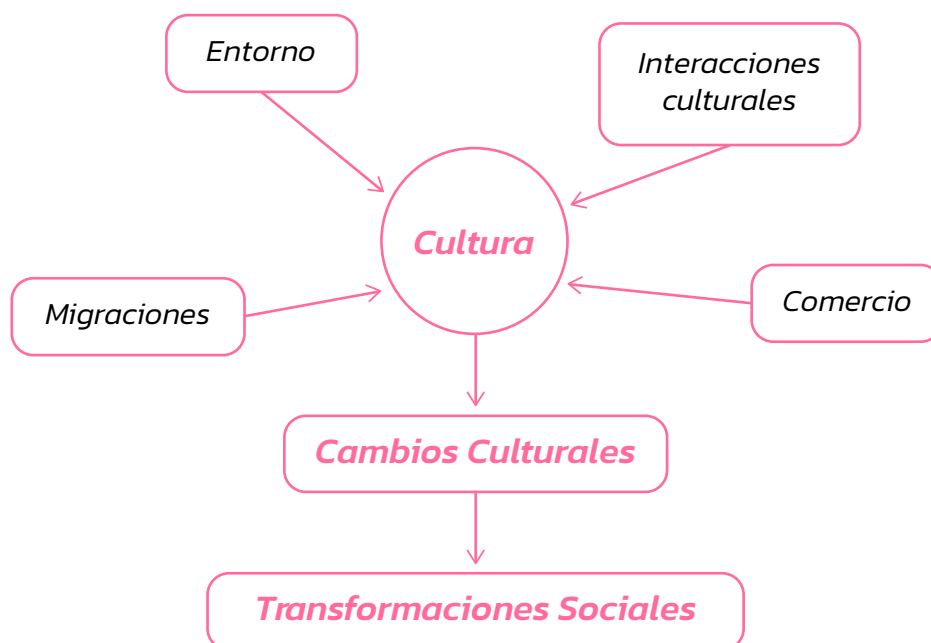 Entorno
Interacciones
culturales
Cultura
Migraciones
Comercio
Cambios Culturales
Transformaciones Sociales